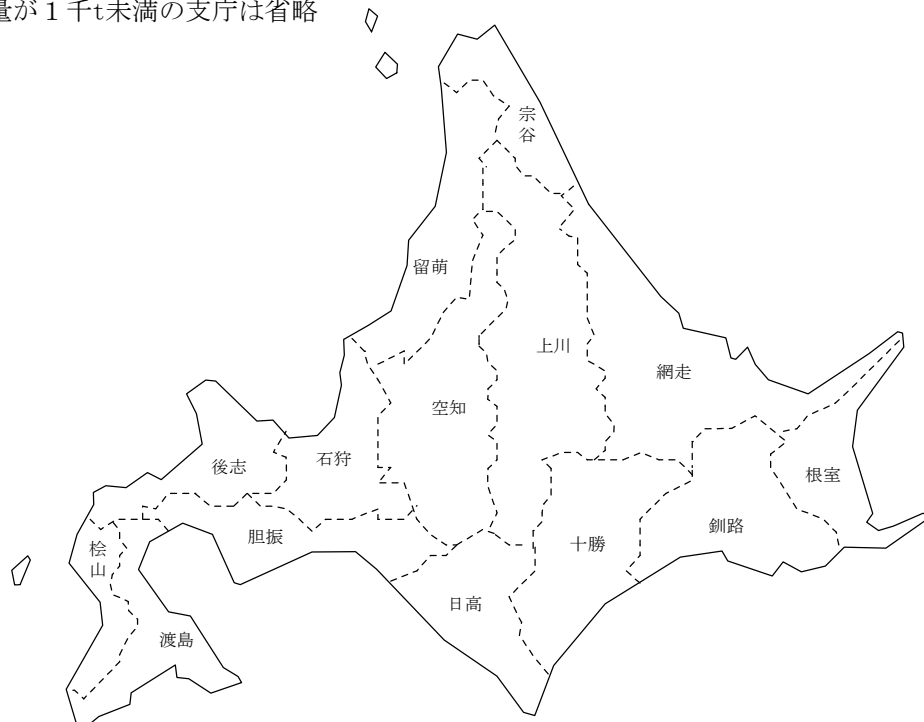 量が１千t未満の支庁は省略
宗谷
留萌
上川
網走
空知
石狩
後志
根室
釧路
胆振
十勝
桧山
日高
渡島